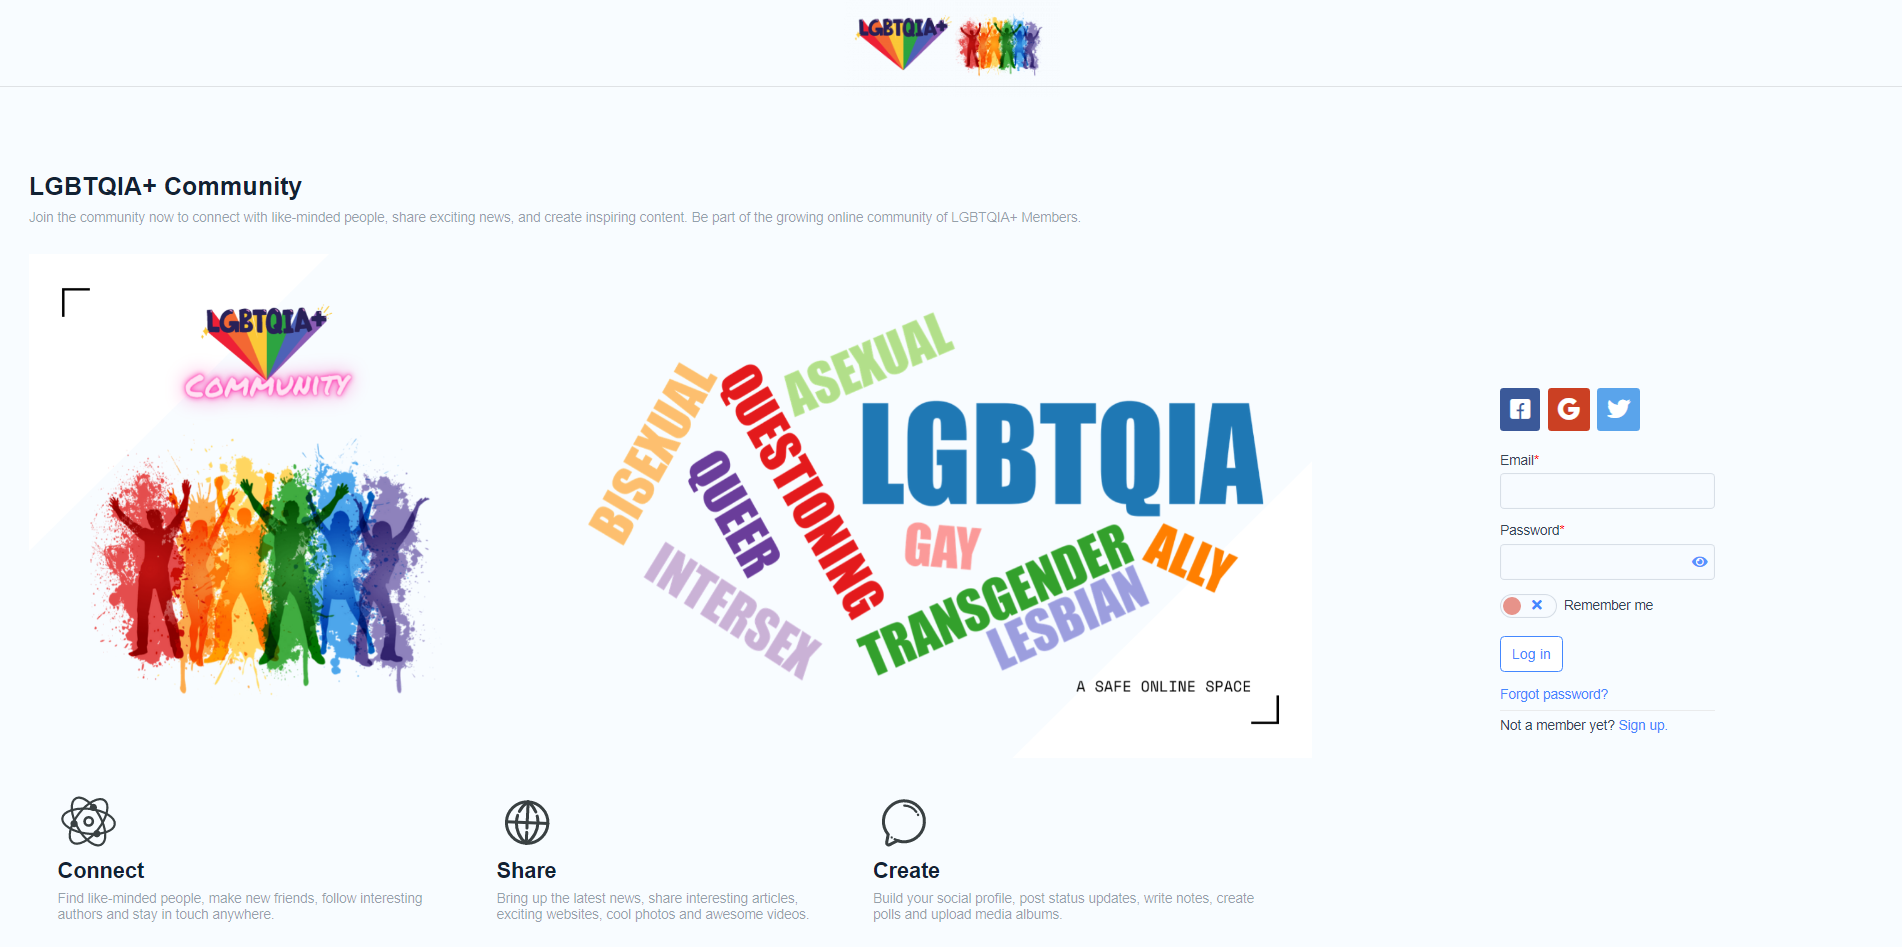 LGBTQIA+
LGBTQIA+ Community
Join the community now to connect with like-minded people, share exciting news, and create inspiring content. Be part of the growing online community of LGBTQIA+ Members.
LGBTQIA+
COMMUNITY
BISEXUAL
QUESTIONING
ASEXUAL
LGBTQIA
QUEER
GAY
INTERSEX
TRANSGENDER
ALLY
LESBIAN
A SAFE ONLINE SPACE
Email*
Password*
Remember me
Log in
Forgot password?
Not a member yet? Sign up.
Connect
Find like-minded people, make new friends, follow interesting
authors and stay in touch anywhere.
Share
Bring up the latest news, share interesting articles,
exciting websites, cool photos and awesome videos.
Create
Build your social profile, post status updates, write notes, create
polls and upload media albums.